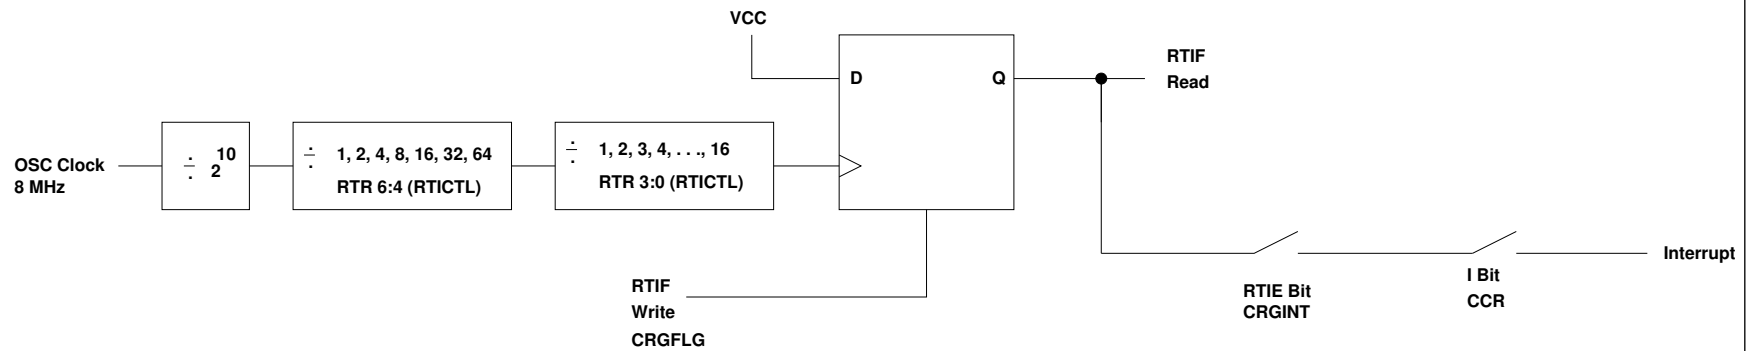 VCC
D
Q
RTIF
Read
OSC Clock
8 MHz
÷ 2 10
÷ 1, 2, 4, 8, 16, 32, 64
RTR 6:4 (RTICTL)
÷ 1, 2, 3, 4, . . ., 16
RTR 3:0 (RTICTL)
RTIF
Write
CRGFLG
RTIE Bit
CRGINT
I Bit
CCR
Interrupt